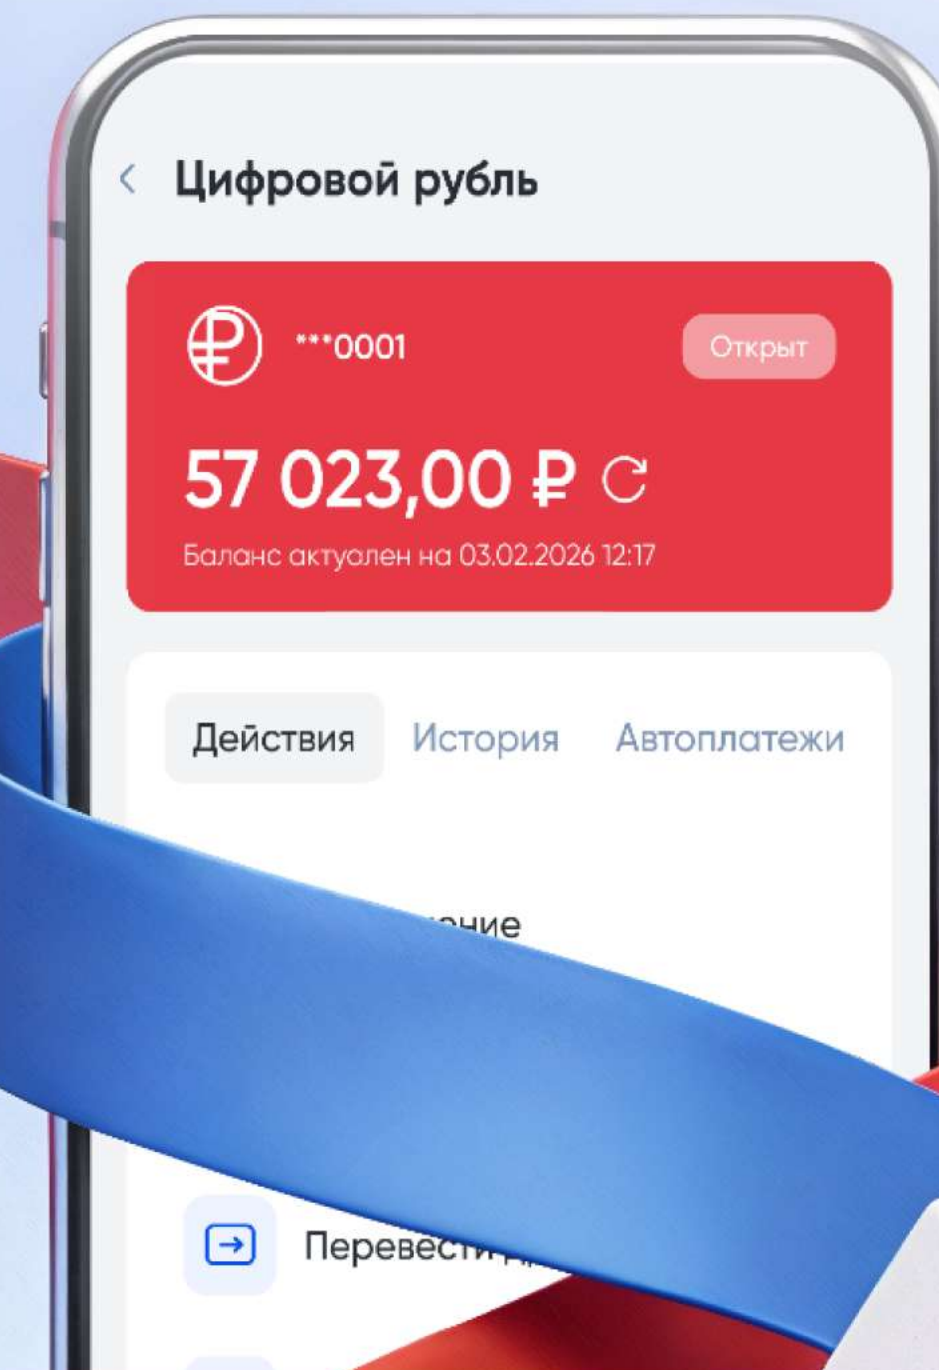 Цифровой рубль
***0001
Открыт
57 023,00 ₽
Баланс актуален на 03.02.2026 12:17
Действия История Автоплатежи
Перевести